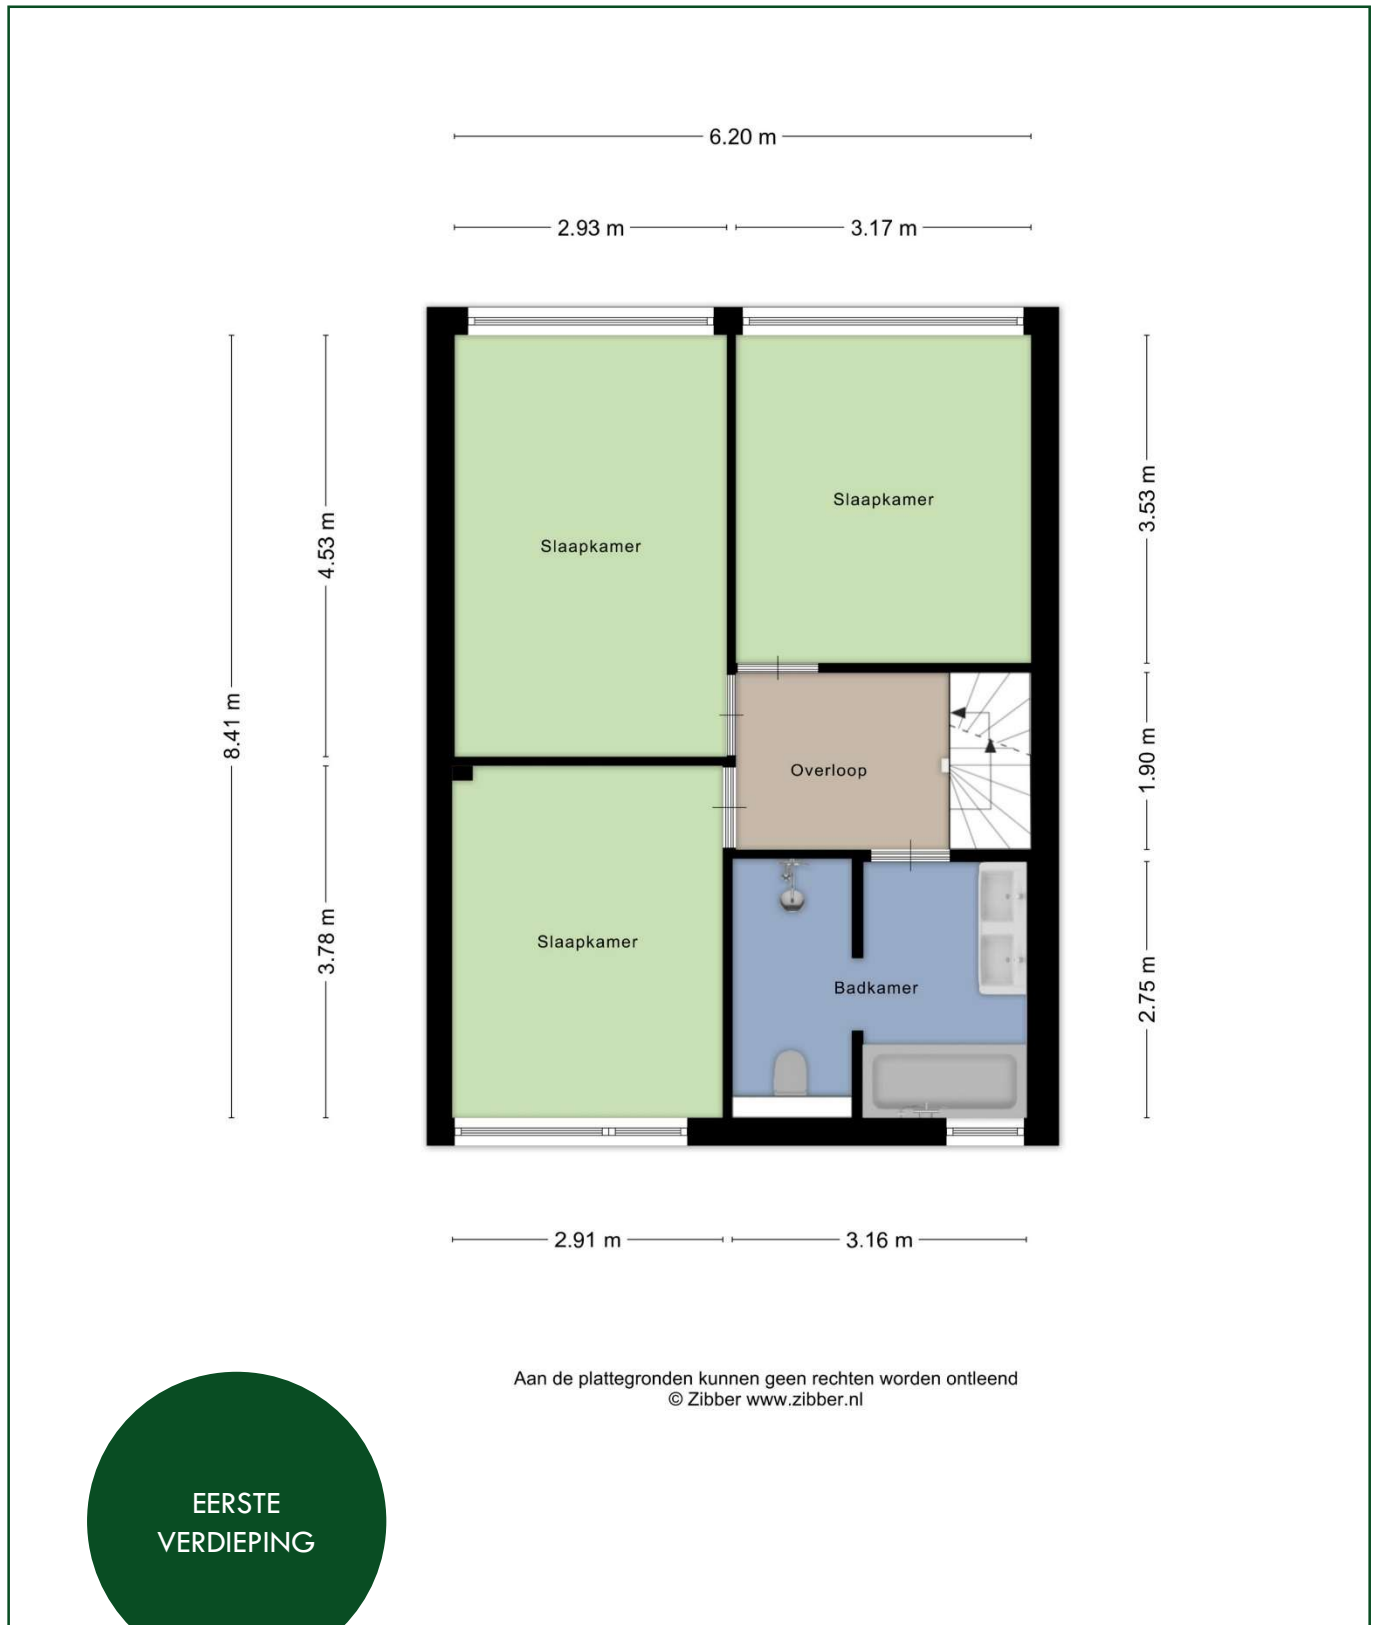 6.20 m
2.93 m
3.17 m
8.41 m
4.53 m
3.78 m
3.53 m
1.90 m
2.75 m
Slaapkamer
Slaapkamer
Overloop
Slaapkamer
Badkamer
2.91 m
3.16 m
Aan de plattegronden kunnen geen rechten worden ontleend
© Zibber www.zibber.nl
EERSTE
VERDIEPING